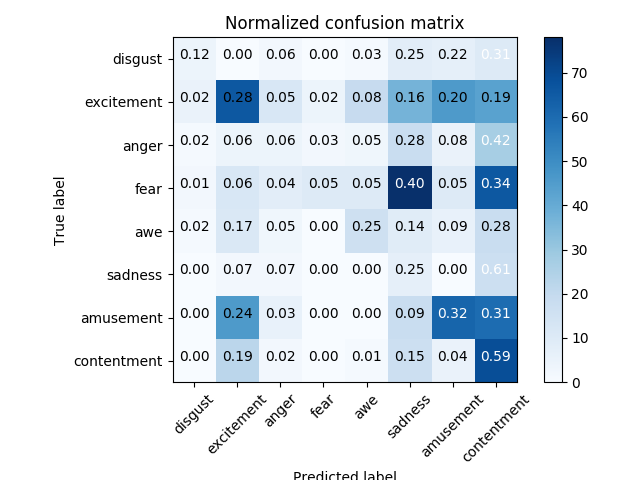 Normalized confusion matrix
disgust 0.12 0.00 0.06 0.00 0.03 0.25 0.22 0.31
excitement 0.02 0.28 0.05 0.02 0.08 0.16 0.20 0.19
anger 0.02 0.06 0.06 0.03 0.05 0.28 0.08 0.42
fear 0.01 0.06 0.04 0.05 0.05 0.40 0.05 0.34
awe 0.02 0.17 0.05 0.00 0.25 0.14 0.09 0.28
sadness 0.00 0.07 0.07 0.00 0.00 0.25 0.00 0.61
amusement 0.00 0.24 0.03 0.00 0.00 0.09 0.32 0.31
contentment 0.00 0.19 0.02 0.00 0.01 0.15 0.04 0.59
disgust excitement anger fear awe sadness amusement contentment
True label
Predicted label
70
60
50
40
30
20
10
0